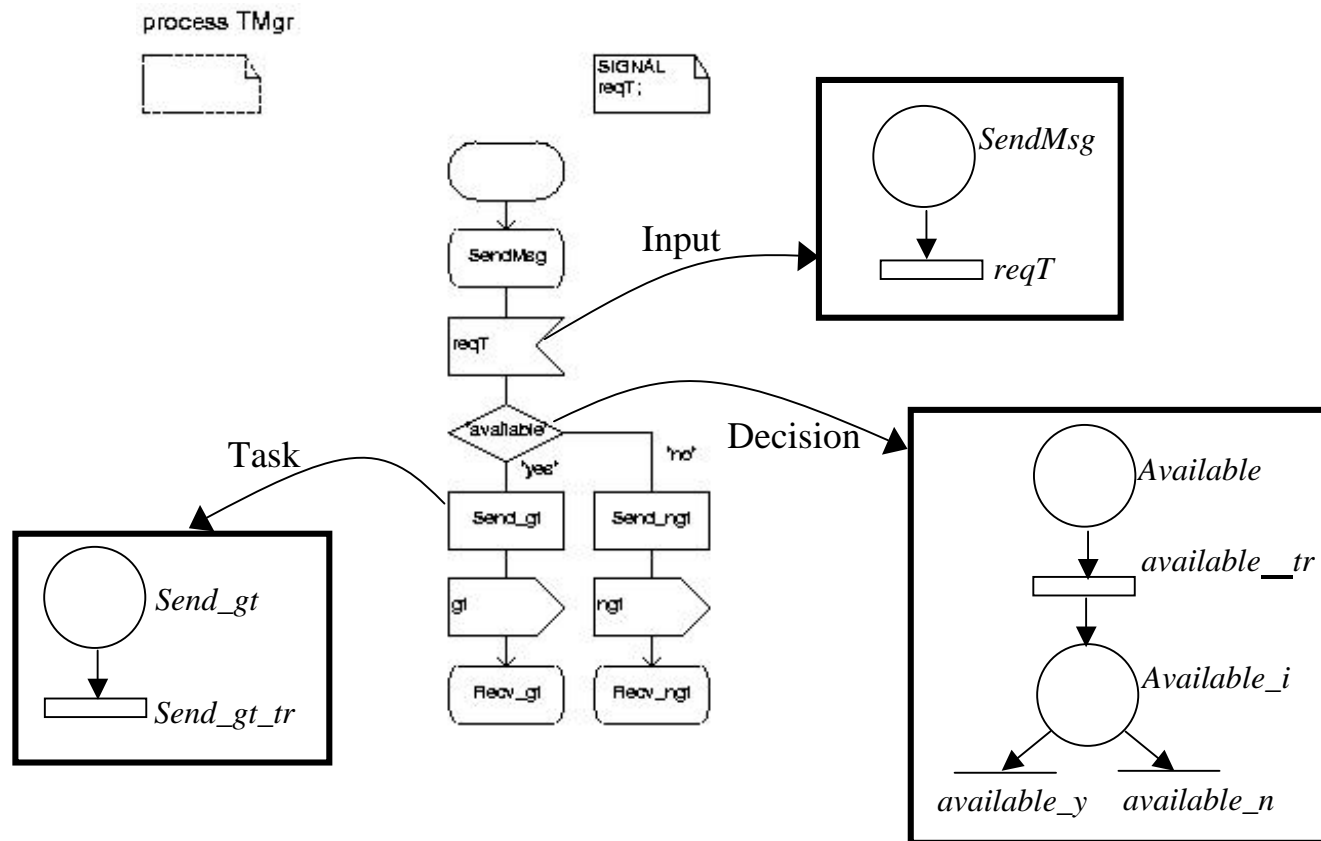 process TMgr
SIGNAL
reqT;
SendMsg
reqT
SendMsg
Input
reqT
"available"
Decision
"yes"
"no"
Task
Available
available__tr
Available_i
available_y
available_n
Send_gt
Send_ngt
Send_gt
Send_gt_tr
gt
ngt
Recv_gt
Recv_ngt